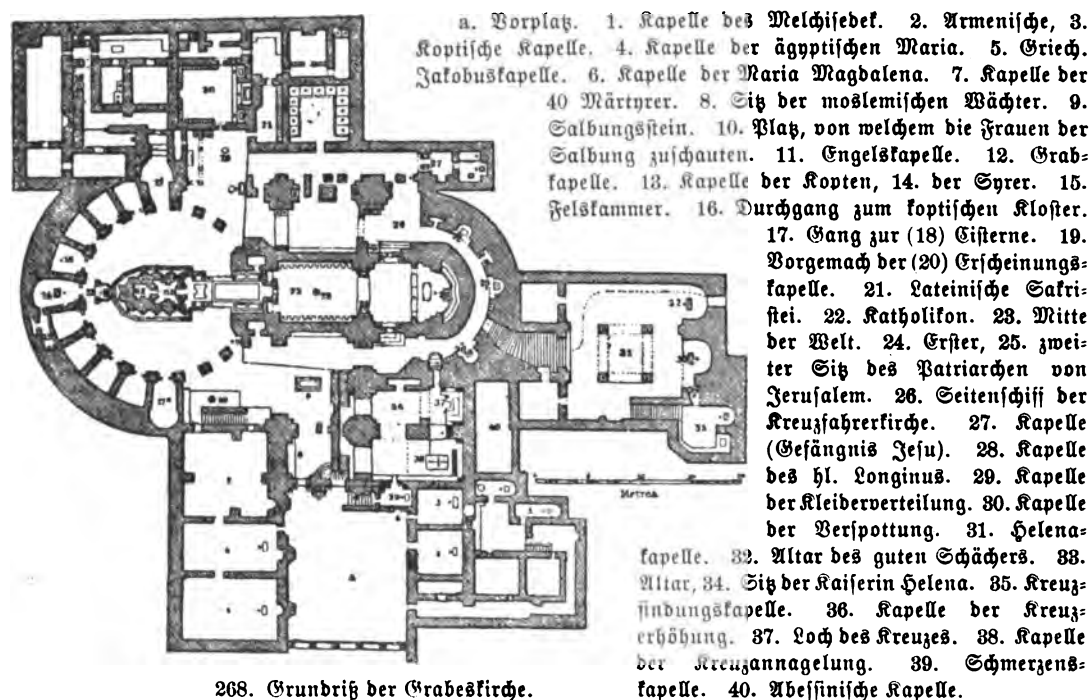 a. Vorplatz. 1. Kapelle des Melchisedek. 2. Armenische, 3.
Koptische Kapelle. 4. Kapelle der ägyptischen Maria. 5. Griech.
Jakobuskapelle. 6. Kapelle der Maria Magdalena. 7. Kapelle der
40 Märtyrer. 8. Sitz der moslemischen Wächter. 9.
Salbungsstein. 10. Platz, von welchem die Frauen der
Salbung zuschauten. 11. Engelskapelle. 12. Grab-
kapelle. 13. Kapelle der Kopten, 14. der Syrer. 15.
Felskammer. 16. Durchgang zum koptischen Kloster.
17. Gang zur (18) Cisterne. 19.
Vorgemach der (20) Erscheinungs-
kapelle. 21. Lateinische Sakri-
stei. 22. Katholikon. 23. Mitte
der Welt. 24. Erster, 25. zwei-
ter Sitz des Patriarchen von
Jerusalem. 26. Seitenschiff der
Kreuzfahrerkirche. 27. Kapelle
(Gefängnis Jesu). 28. Kapelle
des hl. Longinus. 29. Kapelle
der Kleiderverteilung. 30. Kapelle
der Verspottung. 31. Helena-
kapelle. 32. Altar des guten Schächers. 33.
Altar, 34. Sitz der Kaiserin Helena. 35. Kreuz-
findungskapelle. 36. Kapelle der Kreuz-
erhöhung. 37. Loch des Kreuzes. 38. Kapelle
der Kreuzannagelung. 39. Schmerzens-
kapelle. 40. Abessinische Kapelle.
Metres
268. Grundriß der Grabeskirche.